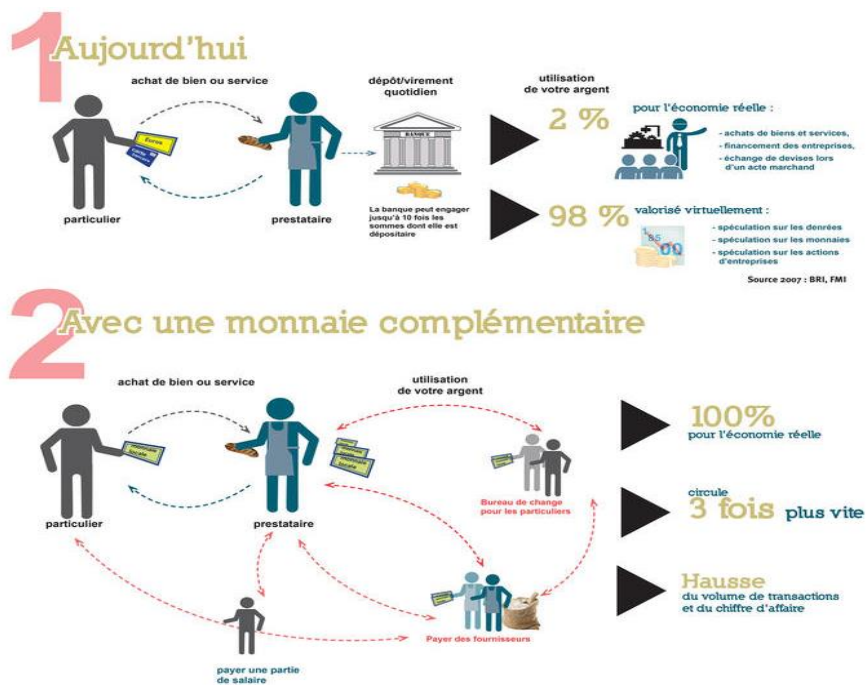 1 Aujourd'hui
achat de bien ou service
dépôt/virement
quotidien
utilisation
de votre argent
Euros
BANQUE
particulier
prestataire
La banque peut engager
jusqu'à 10 fois les
sommes dont elle est
dépositaire
2 %
pour l'économie réelle :
- achats de biens et services,
- financement des entreprises,
- échange de devises lors
d'un acte marchand
98 %
valorisé virtuellement :
- spéculation sur les denrées
- spéculation sur les monnaies
- spéculation sur les actions
d'entreprises
Source 2007 : BRI, FMI
2 Avec une monnaie complémentaire
achat de bien ou service
utilisation
de votre argent
particulier
prestataire
Bureau de change
pour les particuliers
payer une partie
de salaire
Payer des fournisseurs
100%
pour l'économie réelle
circule
3 fois plus vite
Hausse
du volume de transactions
et du chiffre d'affaire